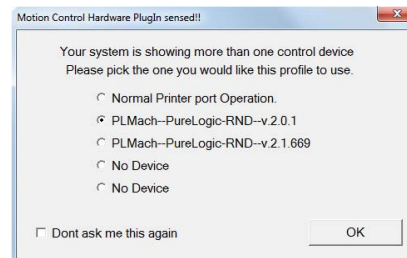 Motion Control Hardware PlugIn sensed!!
Your system is showing more than one control device
Please pick the one you would like this profile to use.
Normal Printer port Operation.
PLMach--PureLogic-RND--v.2.0.1
PLMach--PureLogic-RND--v.2.1.669
No Device
No Device
Dont ask me this again
OK